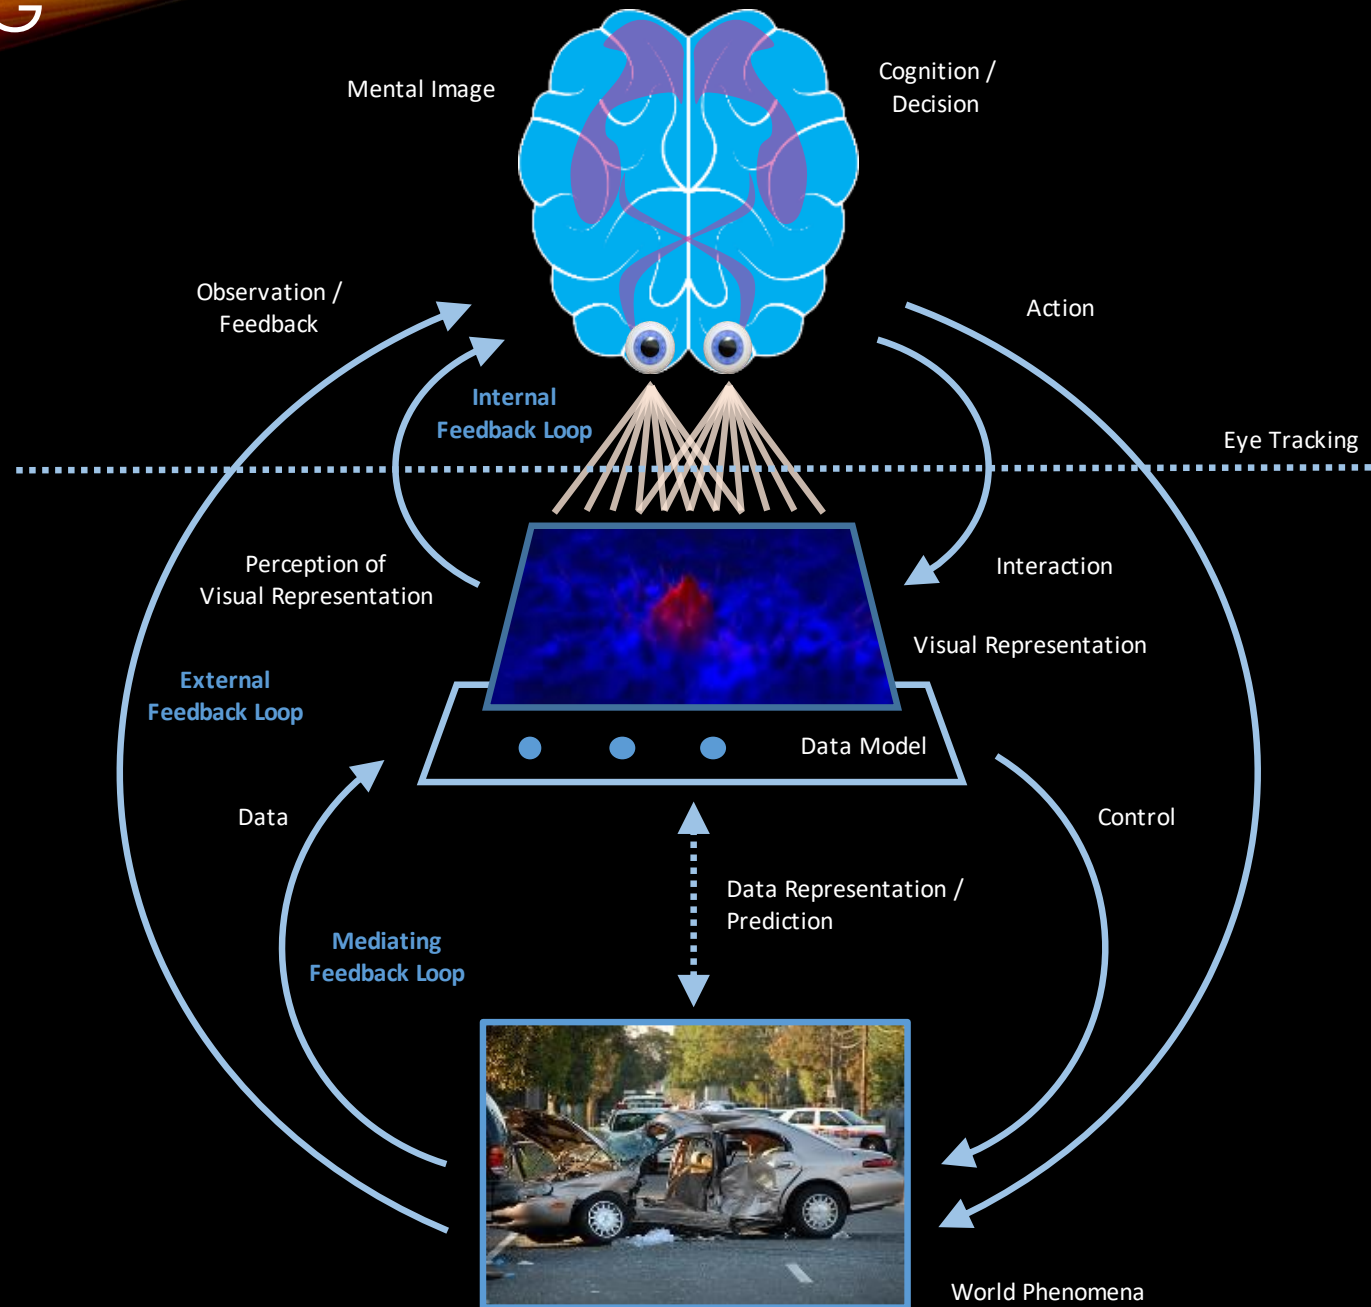 G
Mental Image
Cognition /
Decision
Observation /
Feedback
Action
Internal
Feedback Loop
Eye Tracking
Perception of
Visual Representation
Interaction
Visual Representation
External
Feedback Loop
Data Model
Data
Control
Data Representation /
Prediction
Mediating
Feedback Loop
World Phenomena